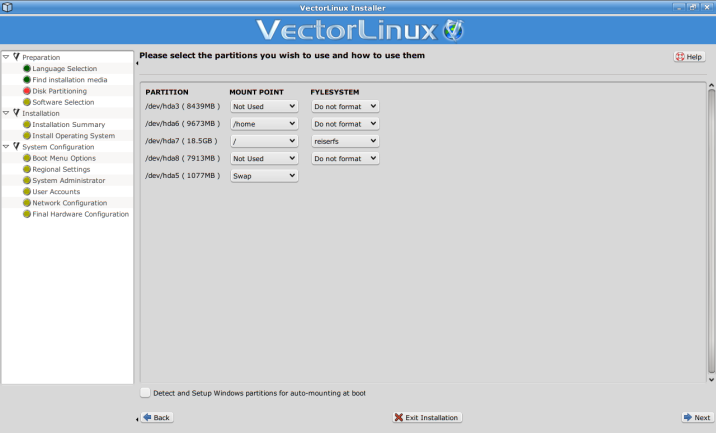 VectorLinux Installer
VectorLinux
Please select the partitions you wish to use and how to use them
Help
Preparation
Language Selection
Find installation media
Disk Partitioning
Software Selection
Installation
Installation Summary
Install Operating System
System Configuration
Boot Menu Options
Regional Settings
System Administrator
User Accounts
Network Configuration
Final Hardware Configuration
PARTITION MOUNT POINT FYLESYSTEM
/dev/hda3 ( 8439MB ) Not Used Do not format
/dev/hda6 ( 9673MB ) /home Do not format
/dev/hda7 ( 18.5GB ) / reiserfs
/dev/hda8 ( 7913MB ) Not Used Do not format
/dev/hda5 ( 1077MB ) Swap
Detect and Setup Windows partitions for auto-mounting at boot
Back Exit Installation Next